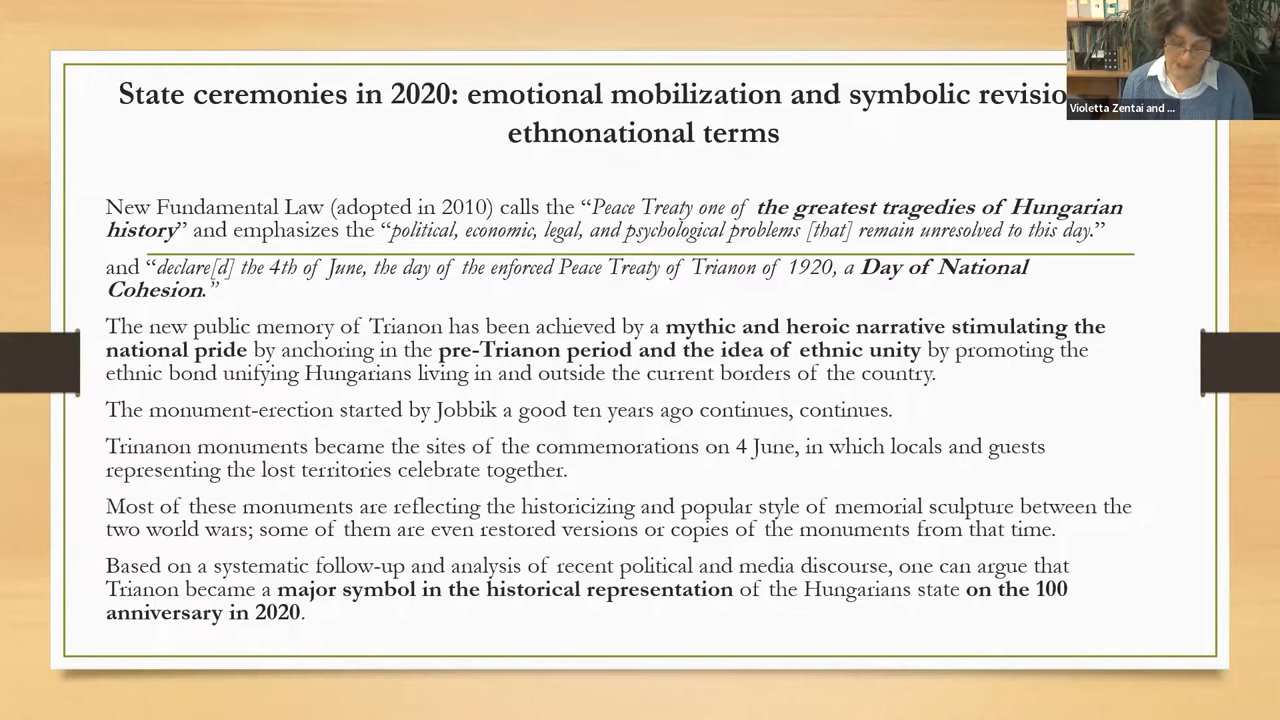 State ceremonies in 2020: emotional mobilization and symbolic revisio
ethnonational terms
Violetta Zentai and ...
New Fundamental Law (adopted in 2010) calls the “Peace Treaty one of the greatest tragedies of Hungarian
history” and emphasizes the “political, economic, legal, and psychological problems [that] remain unresolved to this day.”
and “declare[d] the 4th of June, the day of the enforced Peace Treaty of Trianon of 1920, a Day of National
Cohesion.”
The new public memory of Trianon has been achieved by a mythic and heroic narrative stimulating the
national pride by anchoring in the pre-Trianon period and the idea of ethnic unity by promoting the
ethnic bond unifying Hungarians living in and outside the current borders of the country.
The monument-erection started by Jobbik a good ten years ago continues, continues.
Trinanon monuments became the sites of the commemorations on 4 June, in which locals and guests
representing the lost territories celebrate together.
Most of these monuments are reflecting the historicizing and popular style of memorial sculpture between the
two world wars; some of them are even restored versions or copies of the monuments from that time.
Based on a systematic follow-up and analysis of recent political and media discourse, one can argue that
Trianon became a major symbol in the historical representation of the Hungarians state on the 100
anniversary in 2020.